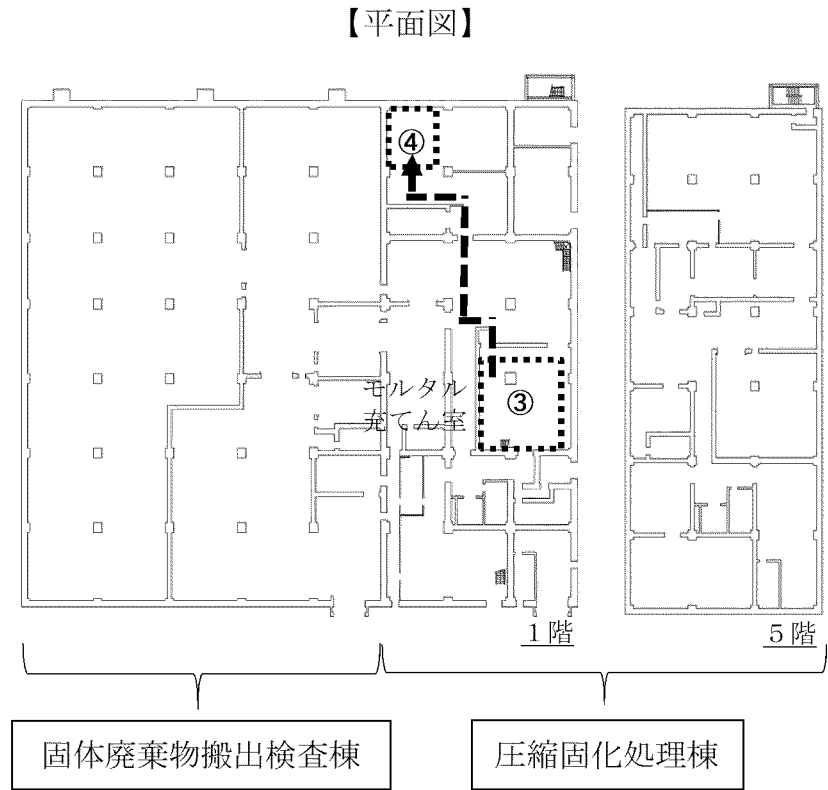 【平面図】
④
モルタル
充てん室
③
1階
5階
固体廃棄物搬出検査棟
圧縮固化処理棟